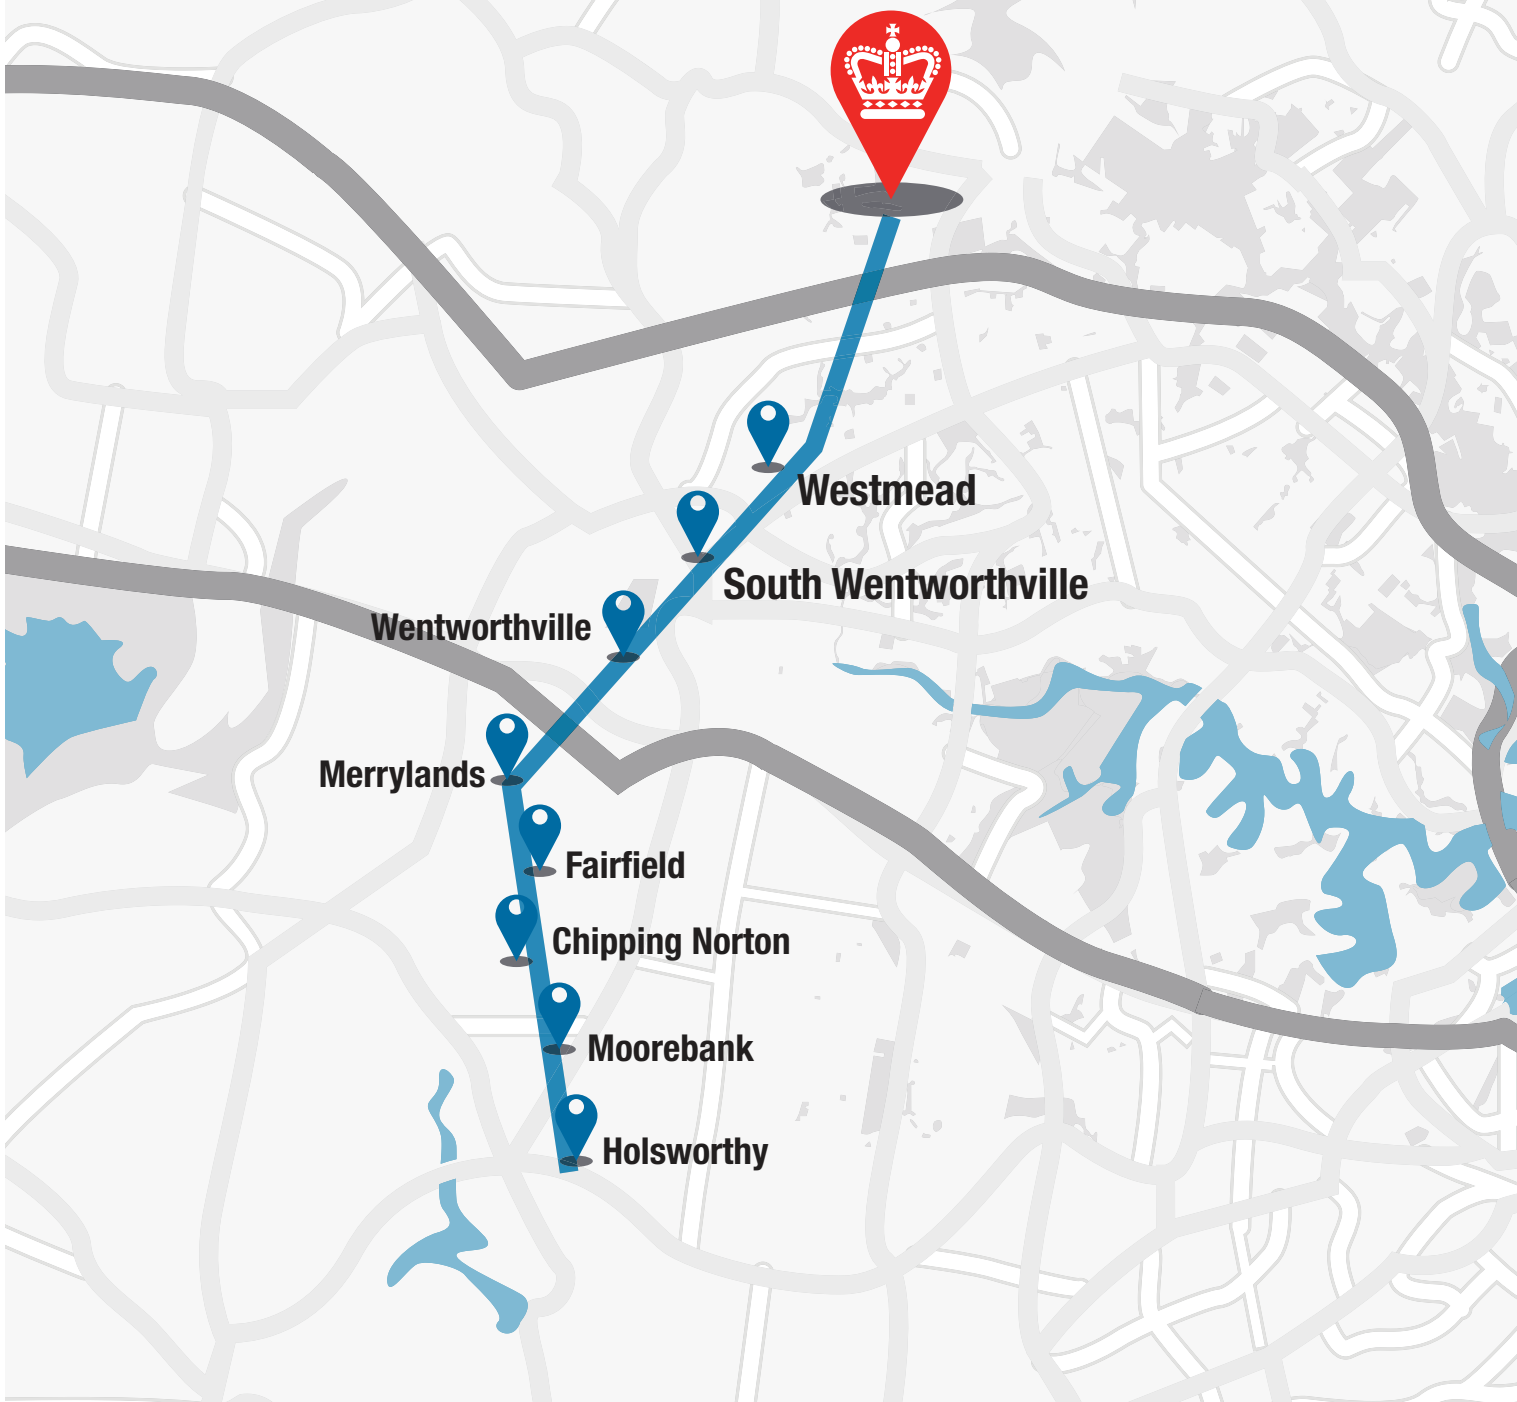 Westmead
South Wentworthville
Wentworthville
Merrylands
Fairfield
Chipping Norton
Moorebank
Holsworthy